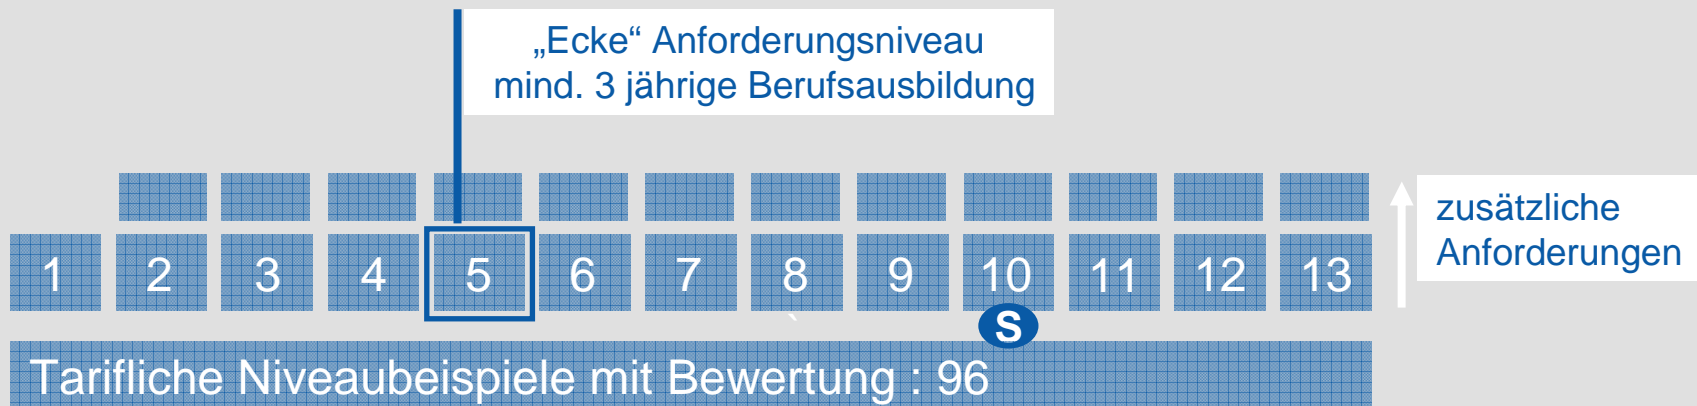 „Ecke“ Anforderungsniveau
mind. 3 jährige Berufsausbildung
zusätzliche
Anforderungen
1 2 3 4 5 6 7 8 9 10 11 12 13
`
S
Tarifliche Niveaubeispiele mit Bewertung : 96